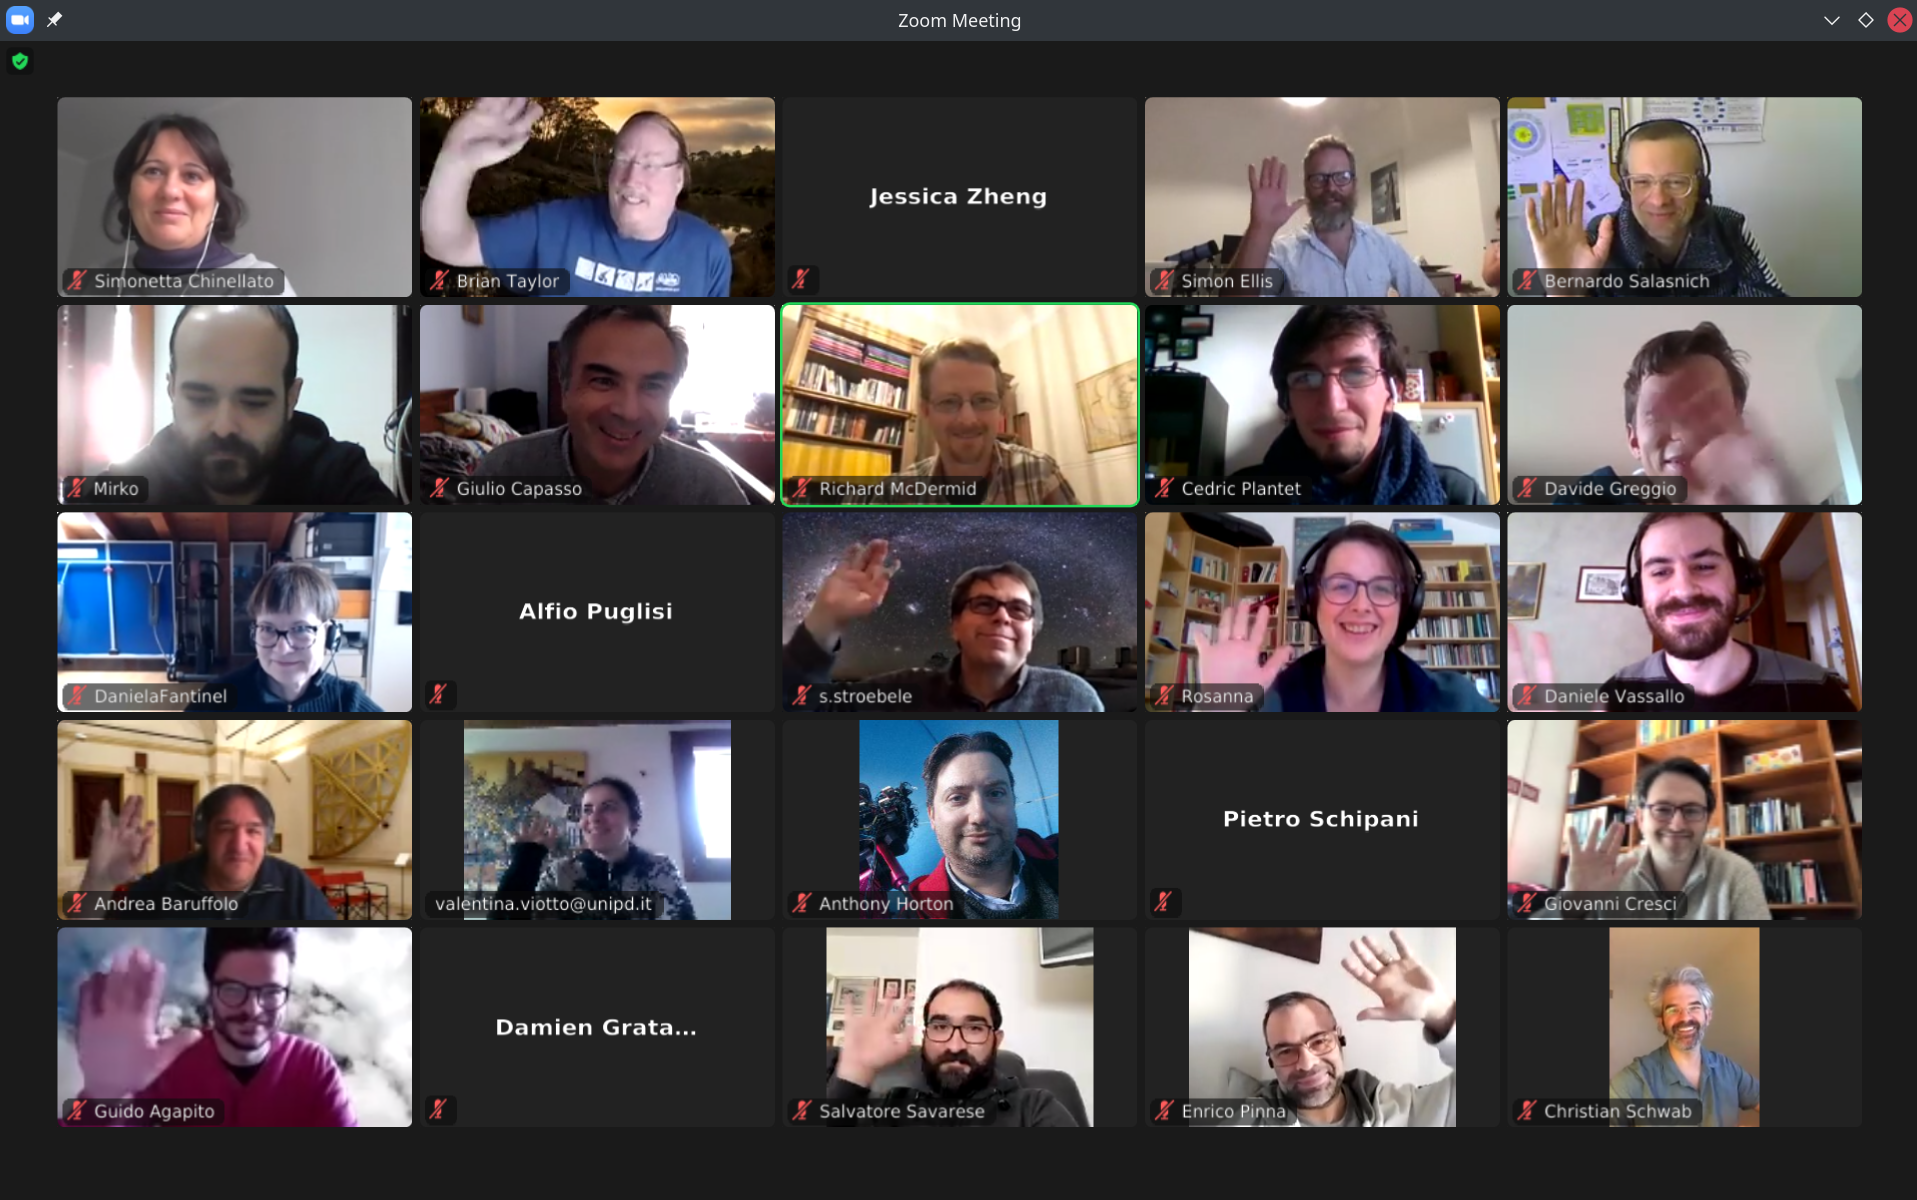 Zoom Meeting
Simonetta Chinellato
Brian Taylor
Jessica Zheng
Simon Ellis
Bernardo Salasnich
Mirko
Giulio Capasso
Richard McDermid
Cedric Plantet
Davide Greggio
DanielaFantinel
Alfio Puglisi
s.stroebele
Rosanna
Daniele Vassallo
Andrea Baruffolo
valentina.viotto@unipd.it
Anthony Horton
Pietro Schipani
Giovanni Cresci
Guido Agapito
Damien Grata...
Salvatore Savarese
Enrico Pinna
Christian Schwab